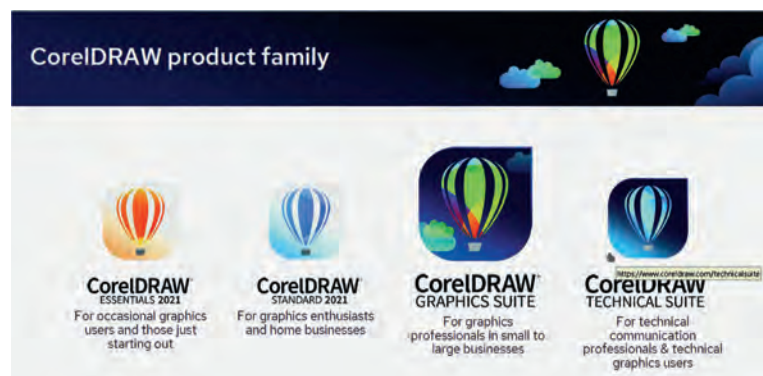 CorelDRAW product family
CorelDRAW
ESSENTIALS 2021
For occasional graphics
users and those just
starting out
CorelDRAW
STANDARD 2021
For graphics enthusiasts
and home businesses
CorelDRAW
GRAPHICS SUITE
For graphics
professionals in small to
large businesses
https://www.coreldraw.com/technicalsuite
CorelDRAW
TECHNICAL SUITE
For technical
communication
professionals & technical
graphics users